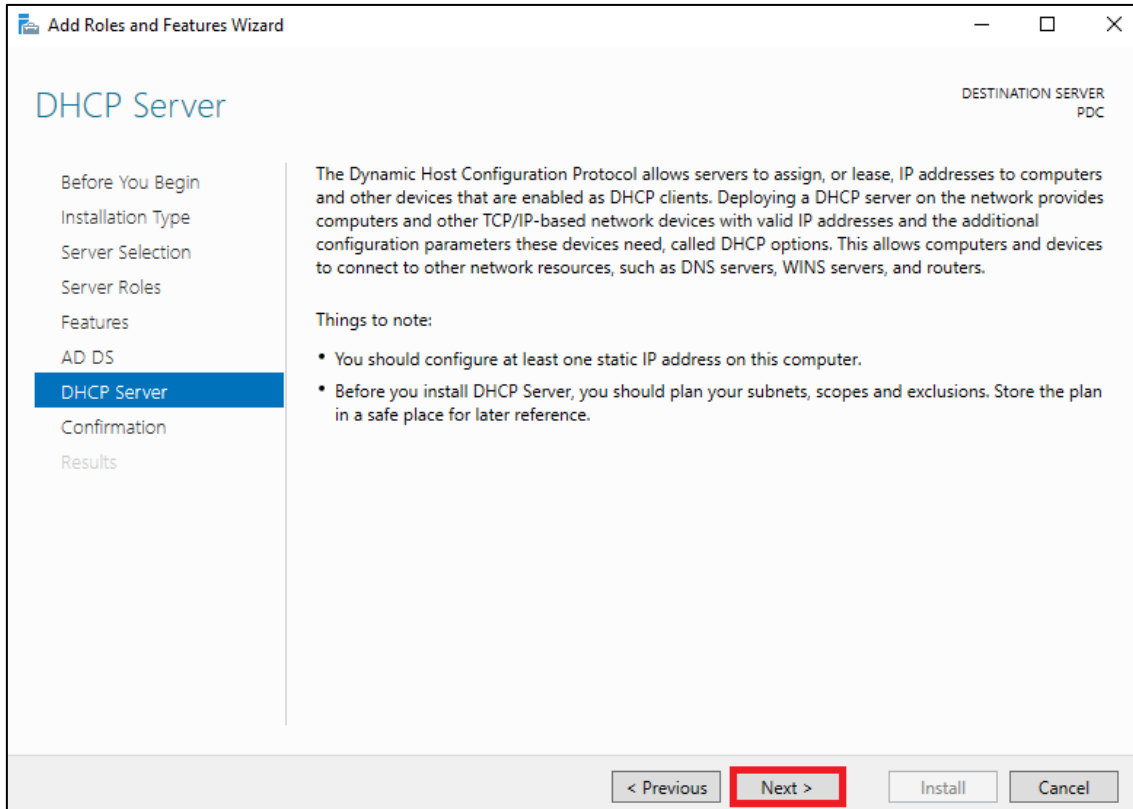 Add Roles and Features Wizard
DHCP Server
DESTINATION SERVER
PDC
Before You Begin
Installation Type
Server Selection
Server Roles
Features
AD DS
DHCP Server
Confirmation
Results
The Dynamic Host Configuration Protocol allows servers to assign, or lease, IP addresses to computers
and other devices that are enabled as DHCP clients. Deploying a DHCP server on the network provides
computers and other TCP/IP-based network devices with valid IP addresses and the additional
configuration parameters these devices need, called DHCP options. This allows computers and devices
to connect to other network resources, such as DNS servers, WINS servers, and routers.
Things to note:
• You should configure at least one static IP address on this computer.
• Before you install DHCP Server, you should plan your subnets, scopes and exclusions. Store the plan
in a safe place for later reference.
< Previous
Next >
Install
Cancel